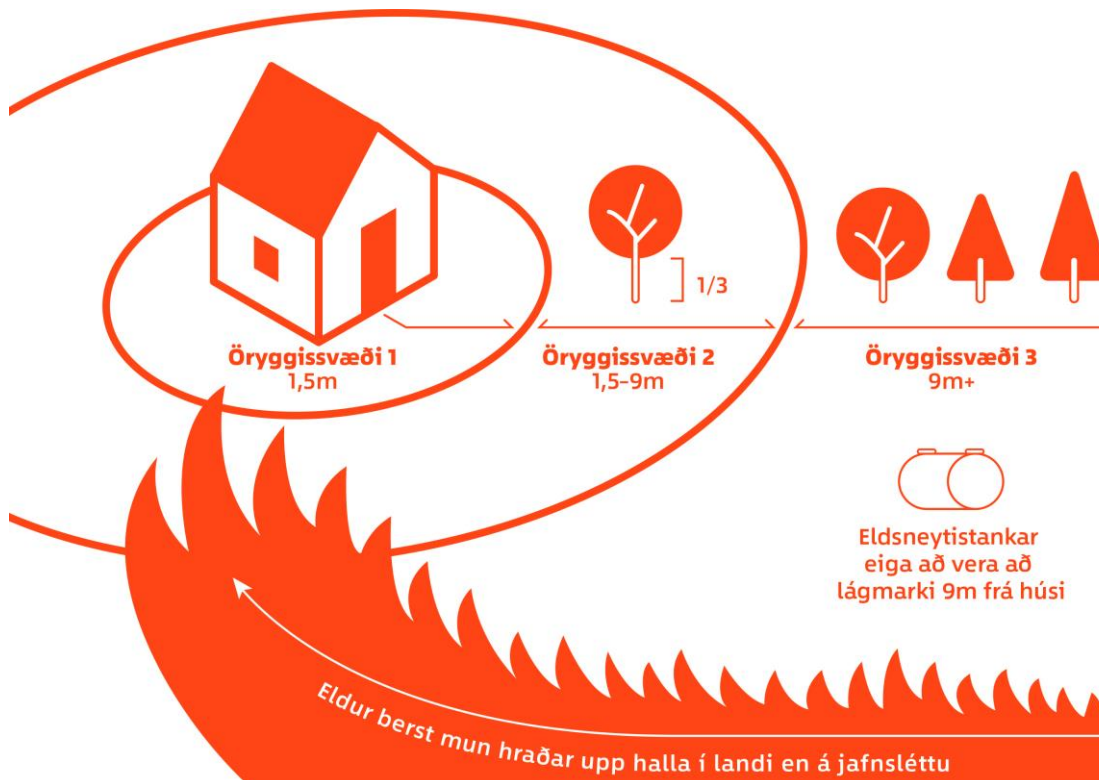 1/3
Öryggissvæði 1
1,5m
Öryggissvæði 2
1,5-9m
Öryggissvæði 3
9m+
Eldsneytistankar
eiga að vera að
lágmarki 9m frá húsi
Eldur berst mun hraðar upp halla í landi en á jafnsléttu